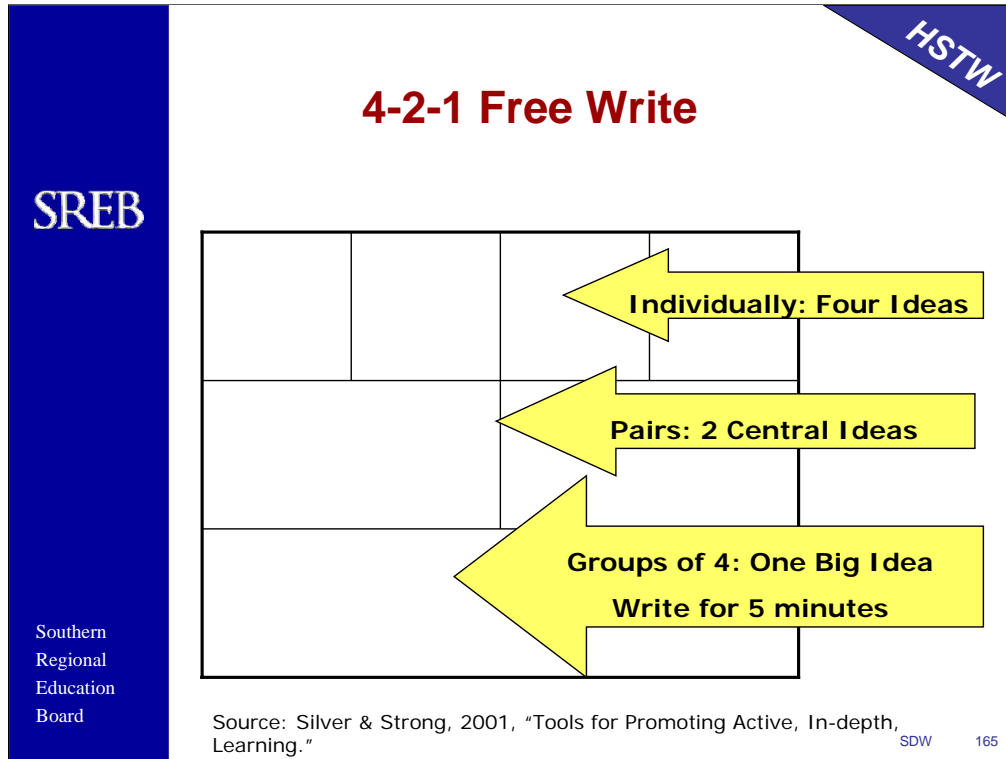 HSTW
4-2-1 Free Write
SREB
Individually: Four Ideas
Pairs: 2 Central Ideas
Groups of 4: One Big Idea
Write for 5 minutes
Southern
Regional
Education
Board
Source: Silver & Strong, 2001, “Tools for Promoting Active, In-depth,
Learning.”
SDW 165